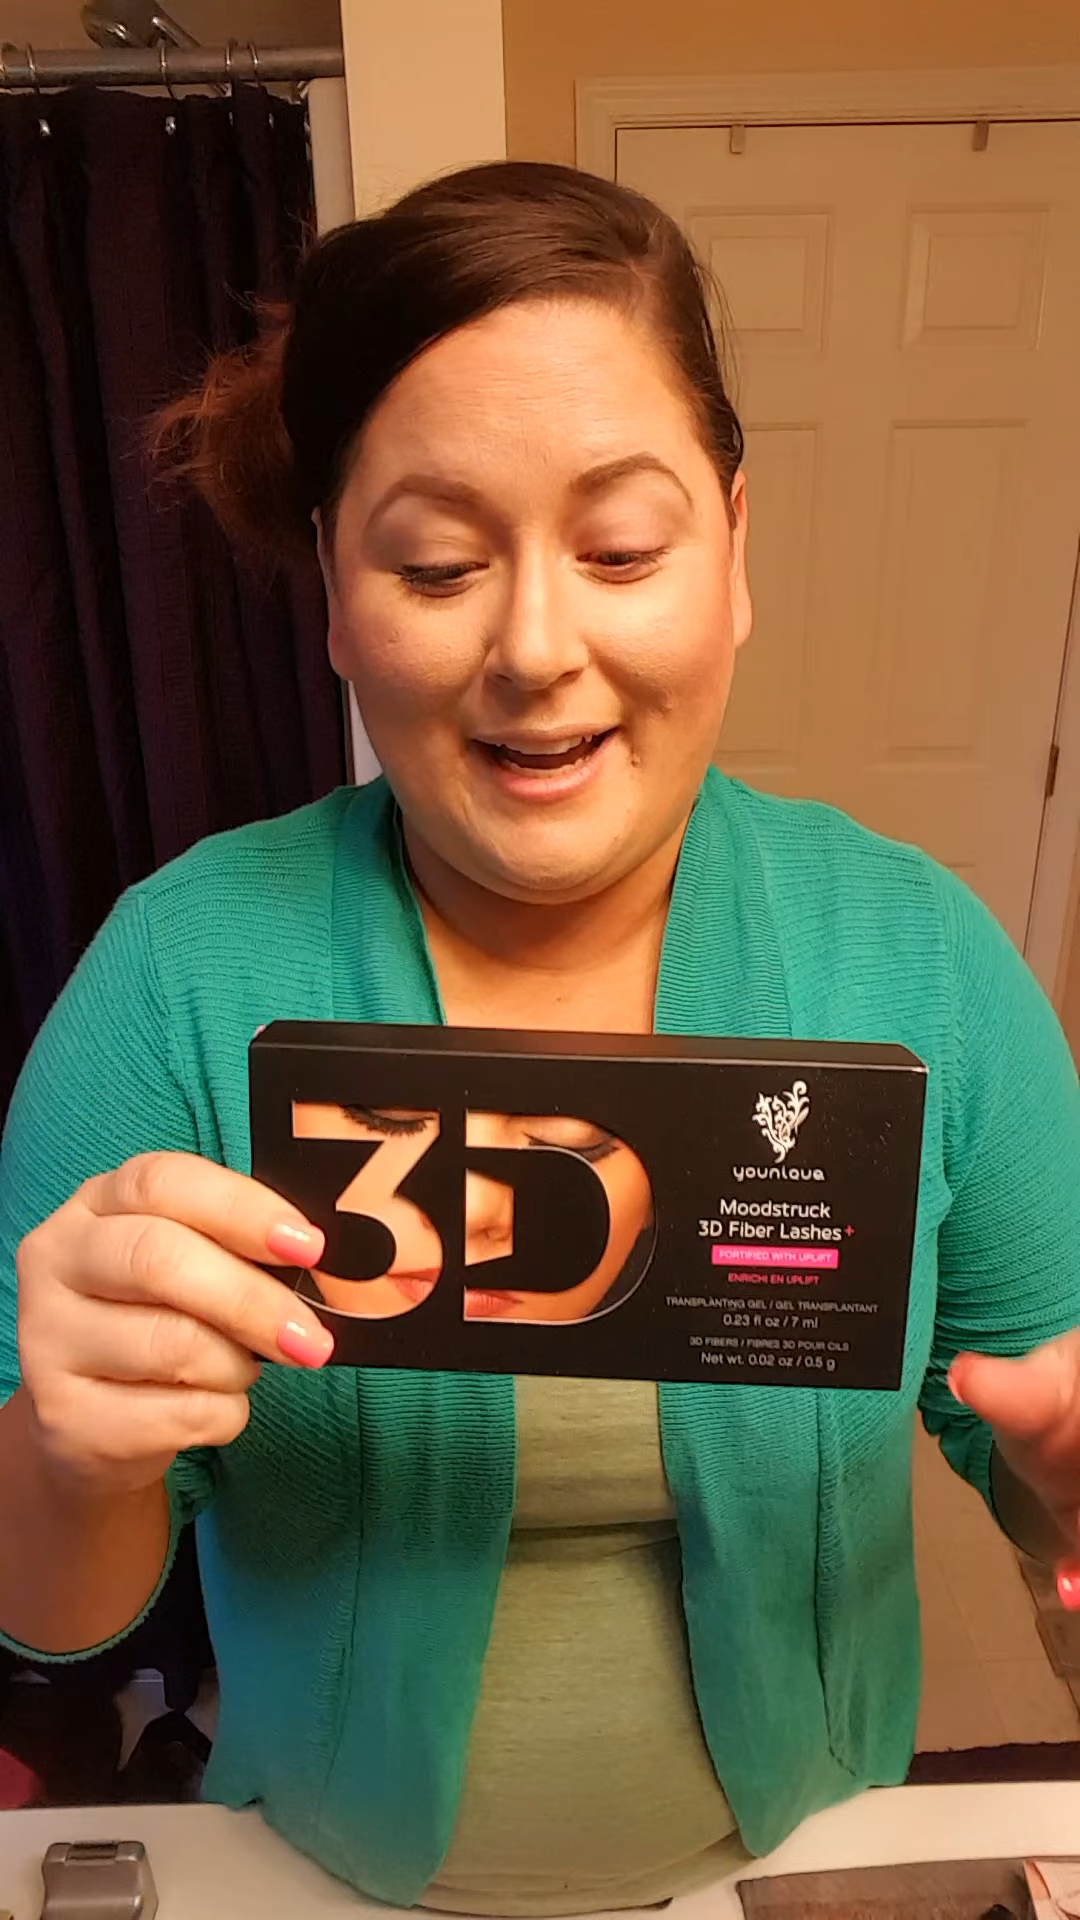 3D
younique
Moodstruck
3D Fiber Lashes+
FORTIFIED WITH UPLIFT
ENRICHI EN UPLIFT
TRANSPLANTING GEL / GEL TRANSPLANTANT
0.23 fl oz / 7 ml
3D FIBERS / FIBRES 3D POUR CILS
Net wt. 0.02 oz / 0.5 g